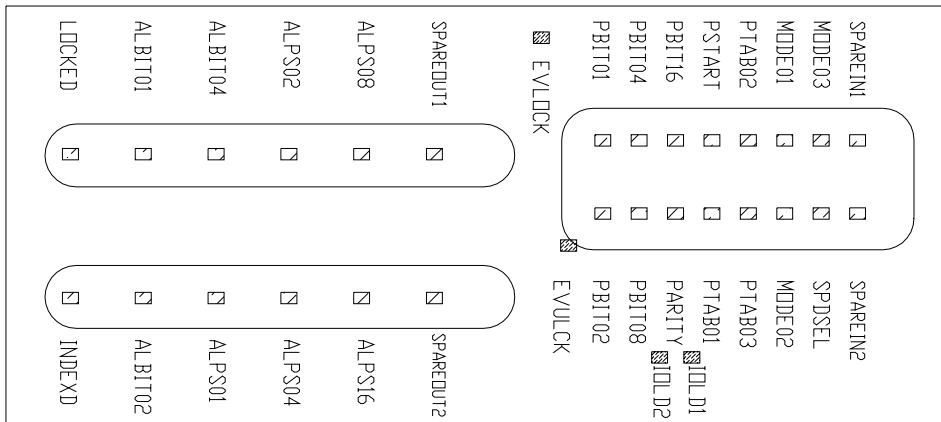 LOCKED
ALBIT01
ALBIT04
ALPS02
ALPS08
SPAREOUT1
EVLOCK
PBIT01
PBIT04
PBIT16
PSTART
PTAB02
MODE01
MODE03
SPAREIN1
INDEXD
ALBIT02
ALPS01
ALPS04
ALPS16
SPAREOUT2
EVULCK
PBIT02
PBIT08
PARITY
PTAB01
PTAB03
MODE02
SPDSEL
SPAREIN2
IOLD2
IOLD1